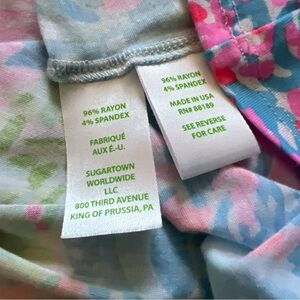 96% RAYON
4% SPANDEX
FABRIQUÉ
AUX É.-U.
SUGARTOWN
WORLDWIDE
LLC
800 THIRD AVENUE
KING OF PRUSSIA, PA
96% RAYON
4% SPANDEX
MADE IN USA
RN# 88189
SEE REVERSE
FOR CARE